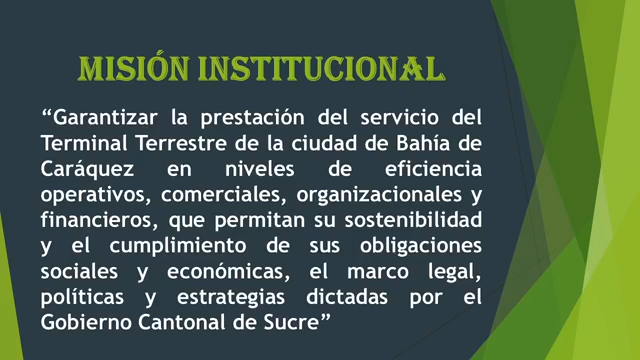 MISIÓN INSTITUCIONAL
“Garantizar la prestación del servicio del
Terminal Terrestre de la ciudad de Bahía de
Caráquez en niveles de eficiencia
operativos, comerciales, organizacionales y
financieros, que permitan su sostenibilidad
y el cumplimiento de sus obligaciones
sociales y económicas, el marco legal,
políticas y estrategias dictadas por el
Gobierno Cantonal de Sucre”